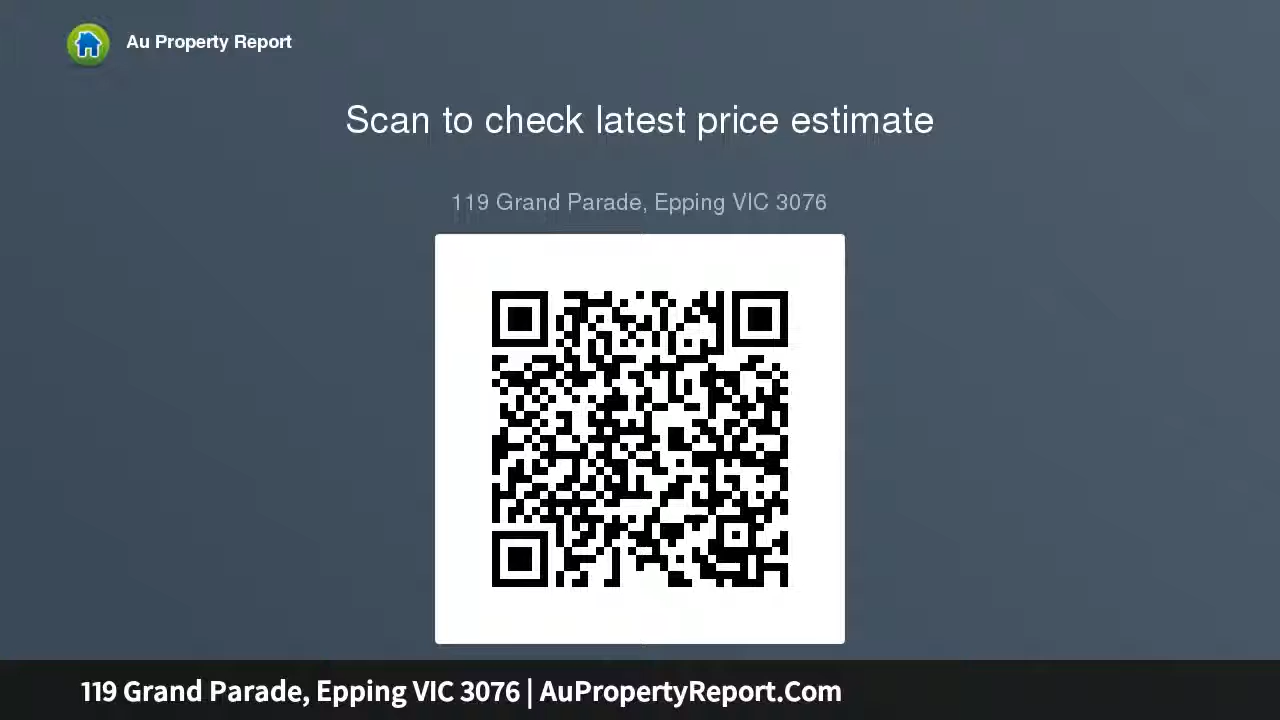 Au Property Report
Scan to check latest price estimate
119 Grand Parade, Epping VIC 3076
119 Grand Parade, Epping VIC 3076 | AuPropertyReport.Com